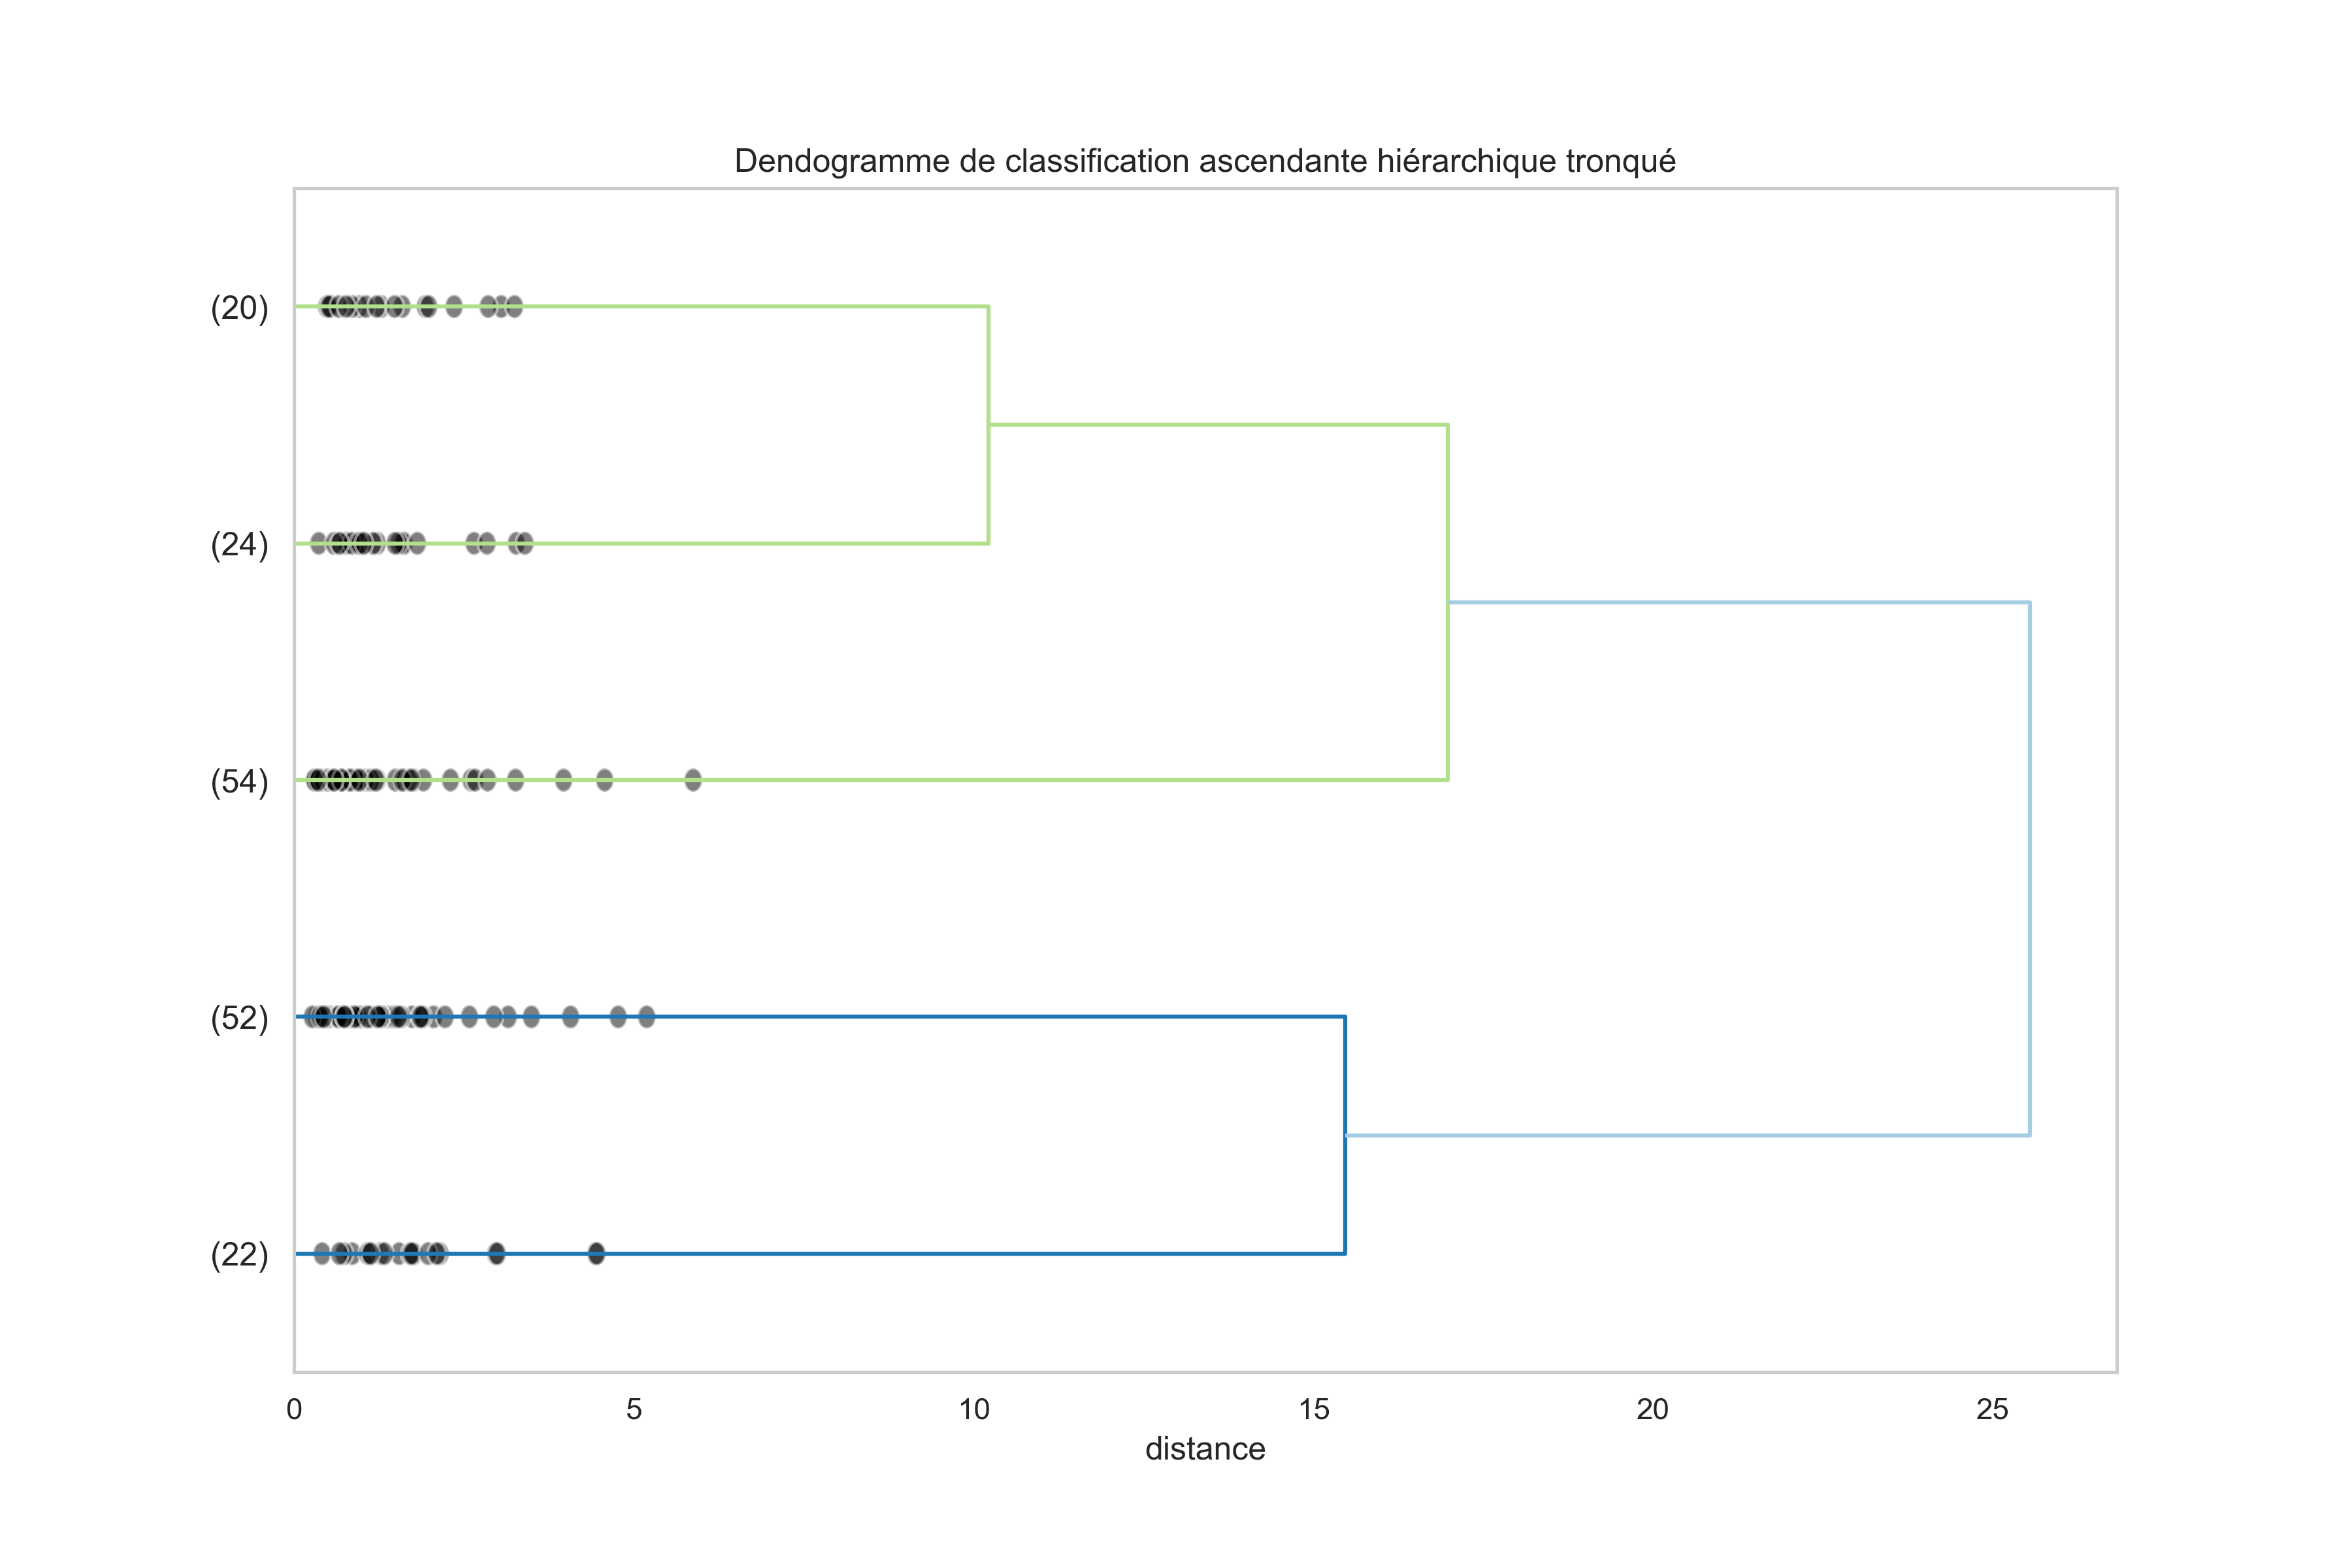 Dendogramme de classification ascendante hiérarchique tronqué
(20)
(24)
(54)
(52)
(22)
0 5 10 15 20 25
distance